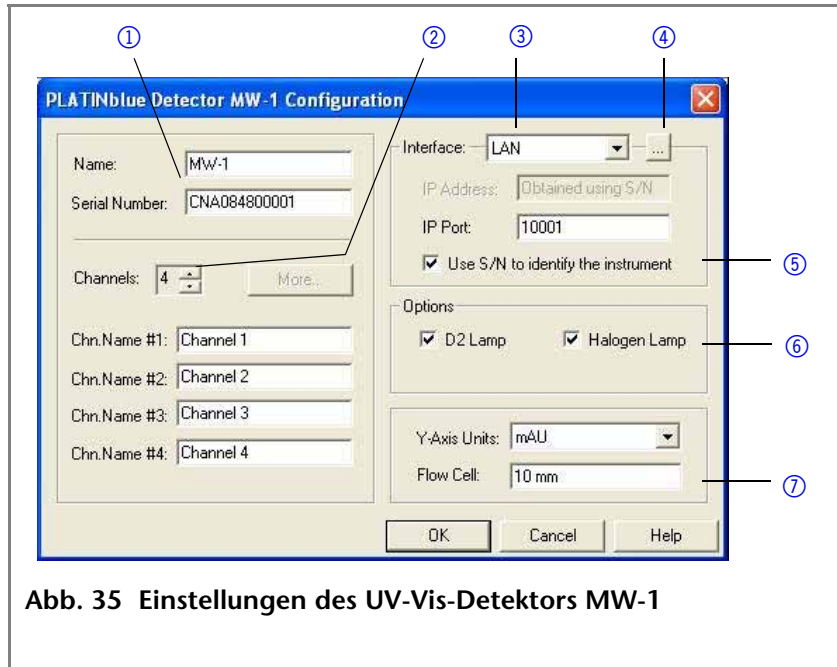 ① ② ③ ④
PLATINblue Detector MW-1 Configuration
Name: MW-1
Serial Number: CNA084800001
Channels: 4 More...
Chn.Name #1: Channel 1
Chn.Name #2: Channel 2
Chn.Name #3: Channel 3
Chn.Name #4: Channel 4
Interface: LAN ...
IP Address: Obtained using S/N
IP Port: 10001
Use S/N to identify the instrument
⑤
Options
D2 Lamp Halogen Lamp
⑥
Y-Axis Units: mAU
Flow Cell: 10 mm
⑦
OK Cancel Help
Abb. 35 Einstellungen des UV-Vis-Detektors MW-1